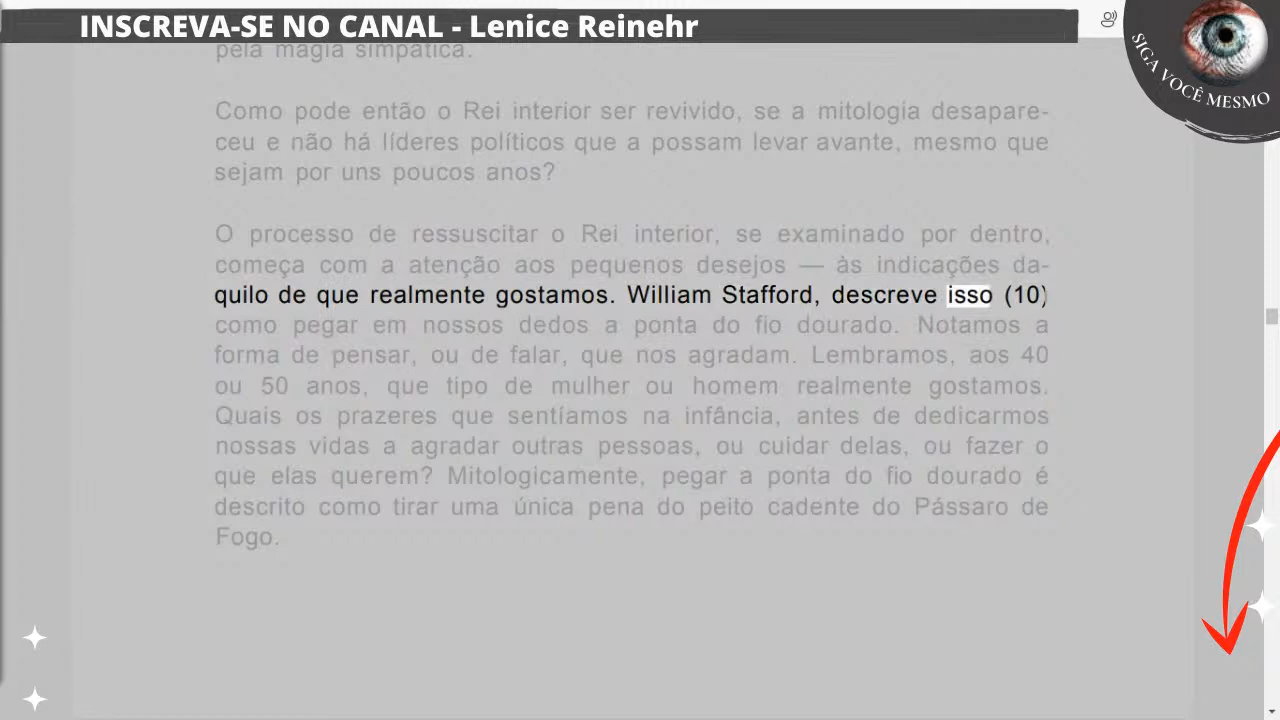 INSCREVA-SE NO CANAL - Lenice Reinehr
SIGA VOCÊ MESMO
pela magia simpática.
Como pode então o Rei interior ser revivido, se a mitologia desapare-
ceu e não há líderes políticos que a possam levar avante, mesmo que
sejam por uns poucos anos?
O processo de ressuscitar o Rei interior, se examinado por dentro,
começa com a atenção aos pequenos desejos — às indicações da-
quilo de que realmente gostamos. William Stafford, descreve isso (10)
como pegar em nossos dedos a ponta do fio dourado. Notamos a
forma de pensar, ou de falar, que nos agradam. Lembramos, aos 40
ou 50 anos, que tipo de mulher ou homem realmente gostamos.
Quais os prazeres que sentíamos na infância, antes de dedicarmos
nossas vidas a agradar outras pessoas, ou cuidar delas, ou fazer o
que elas querem? Mitologicamente, pegar a ponta do fio dourado é
descrito como tirar uma única pena do peito cadente do Pássaro de
Fogo.